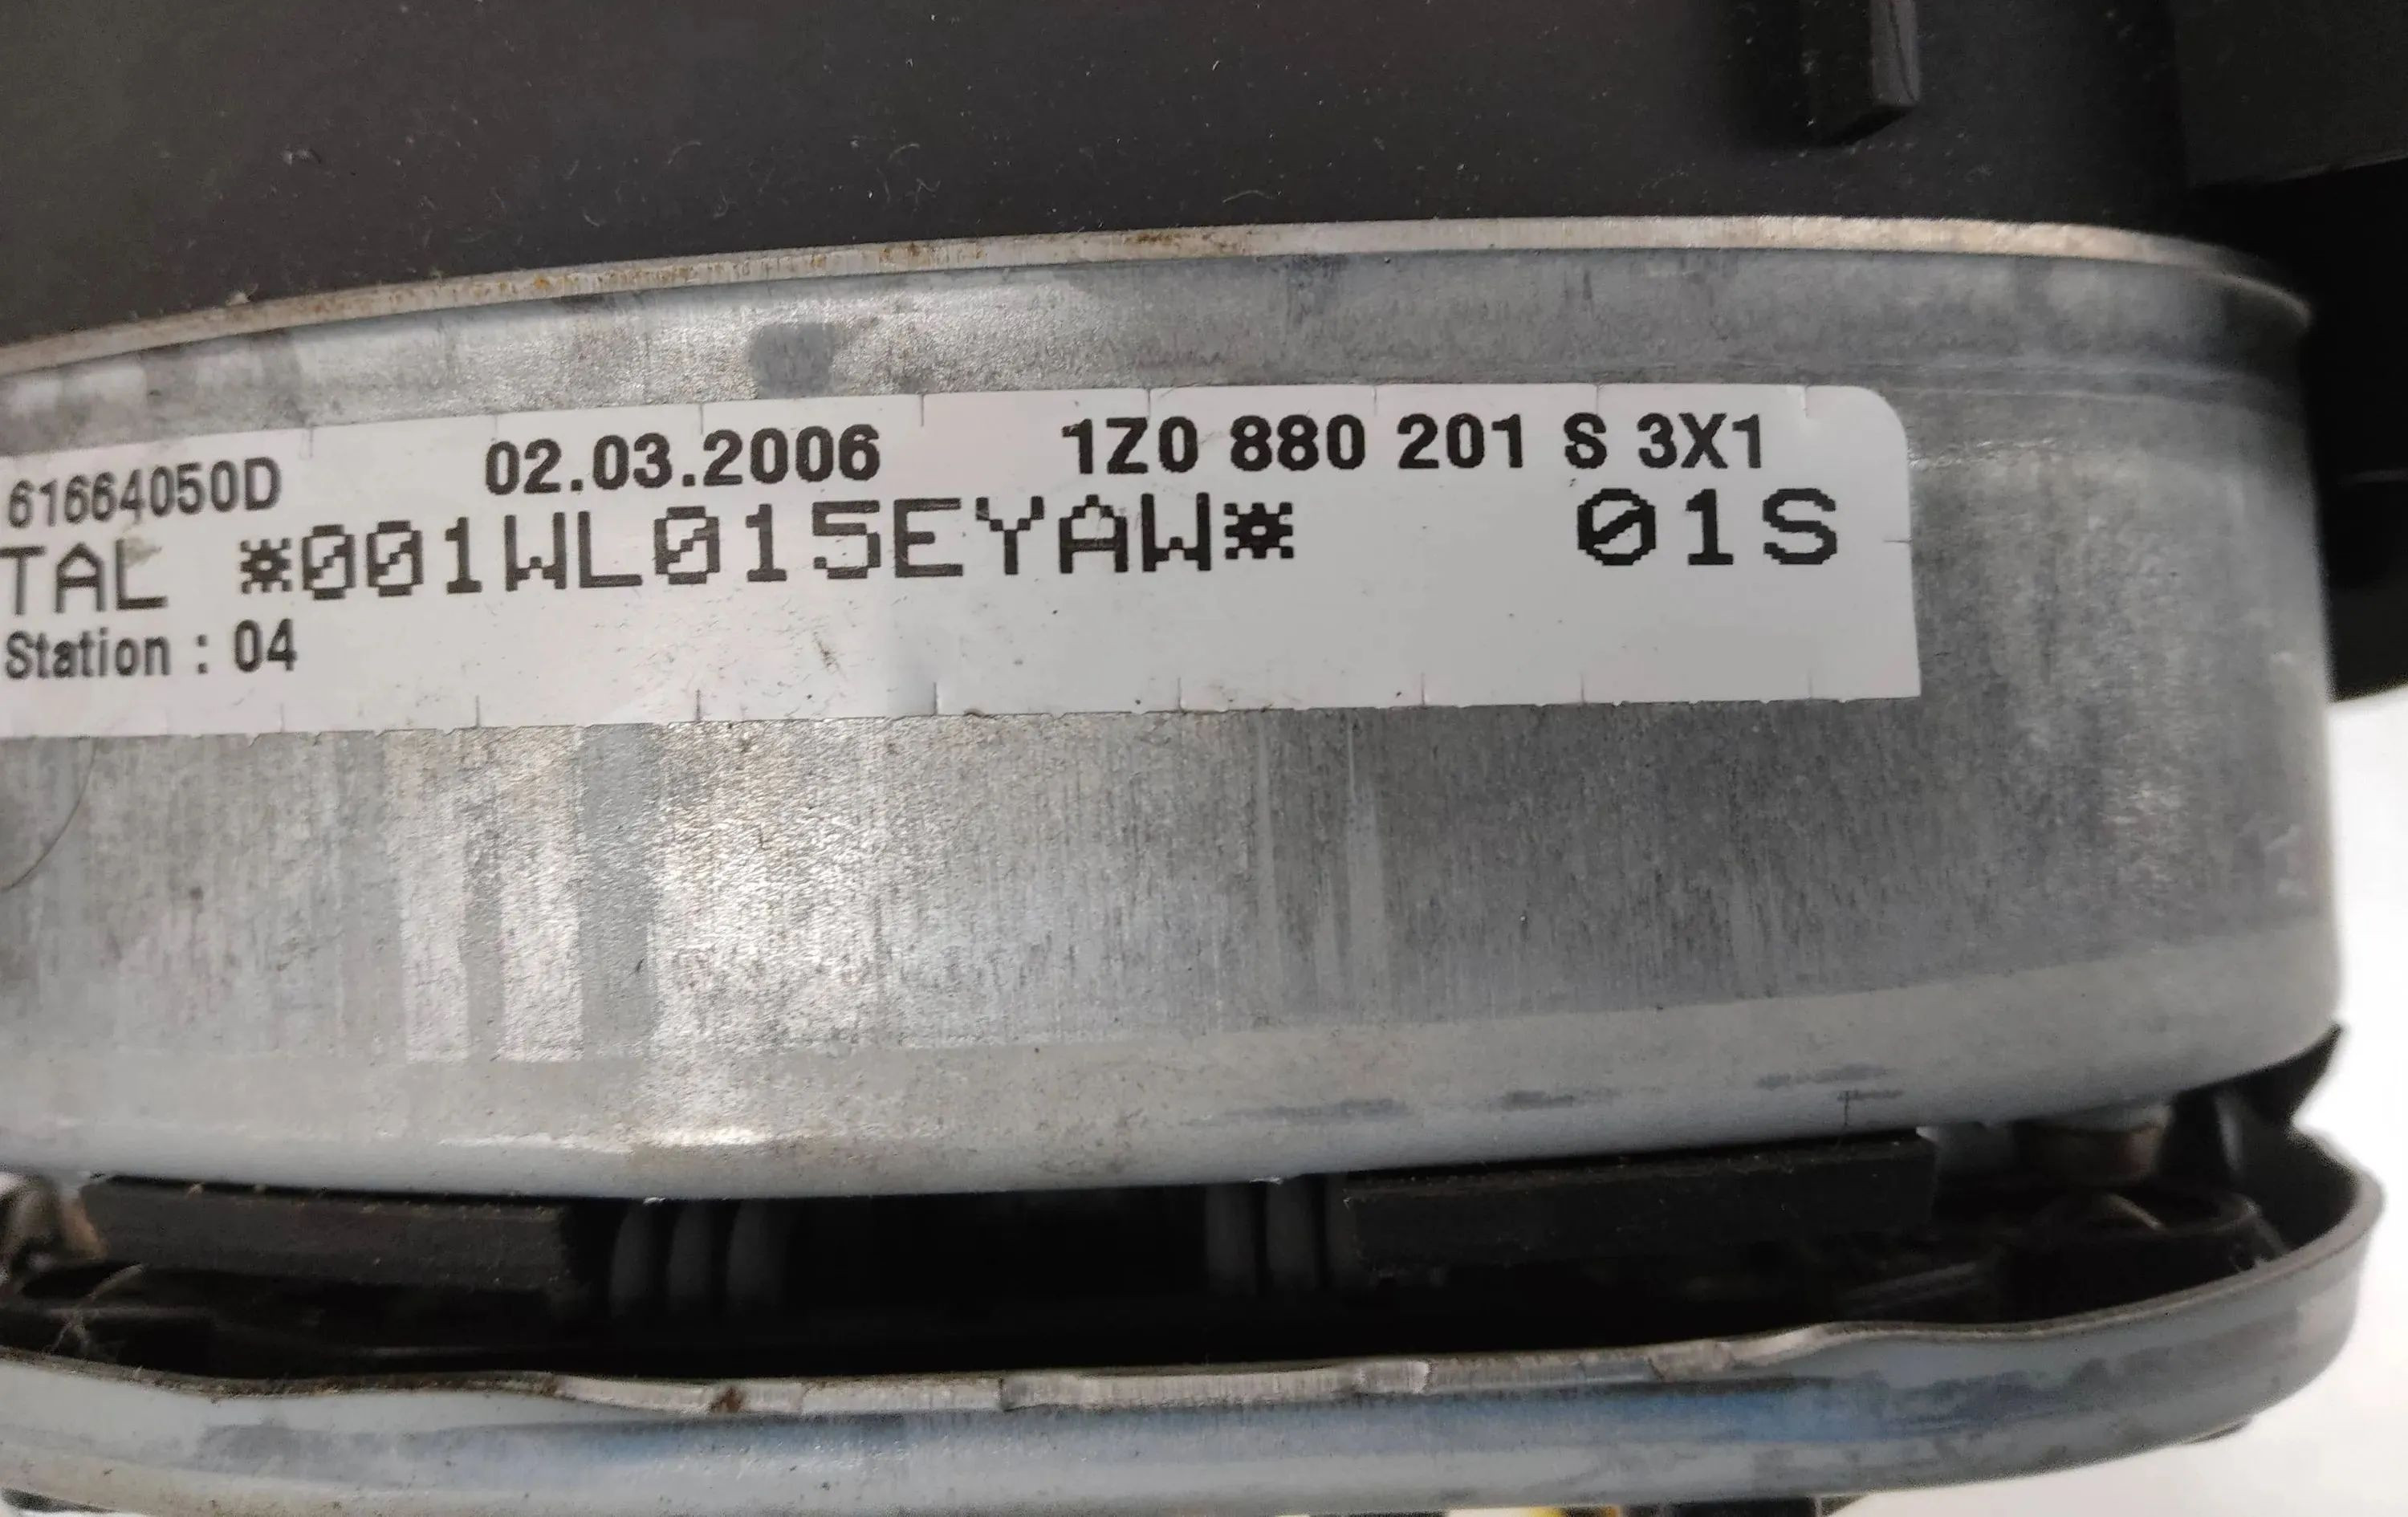 61664050D 02.03.2006 1Z0 880 201 S 3X1
TAL *001WL015EYAW* 01S
Station : 04